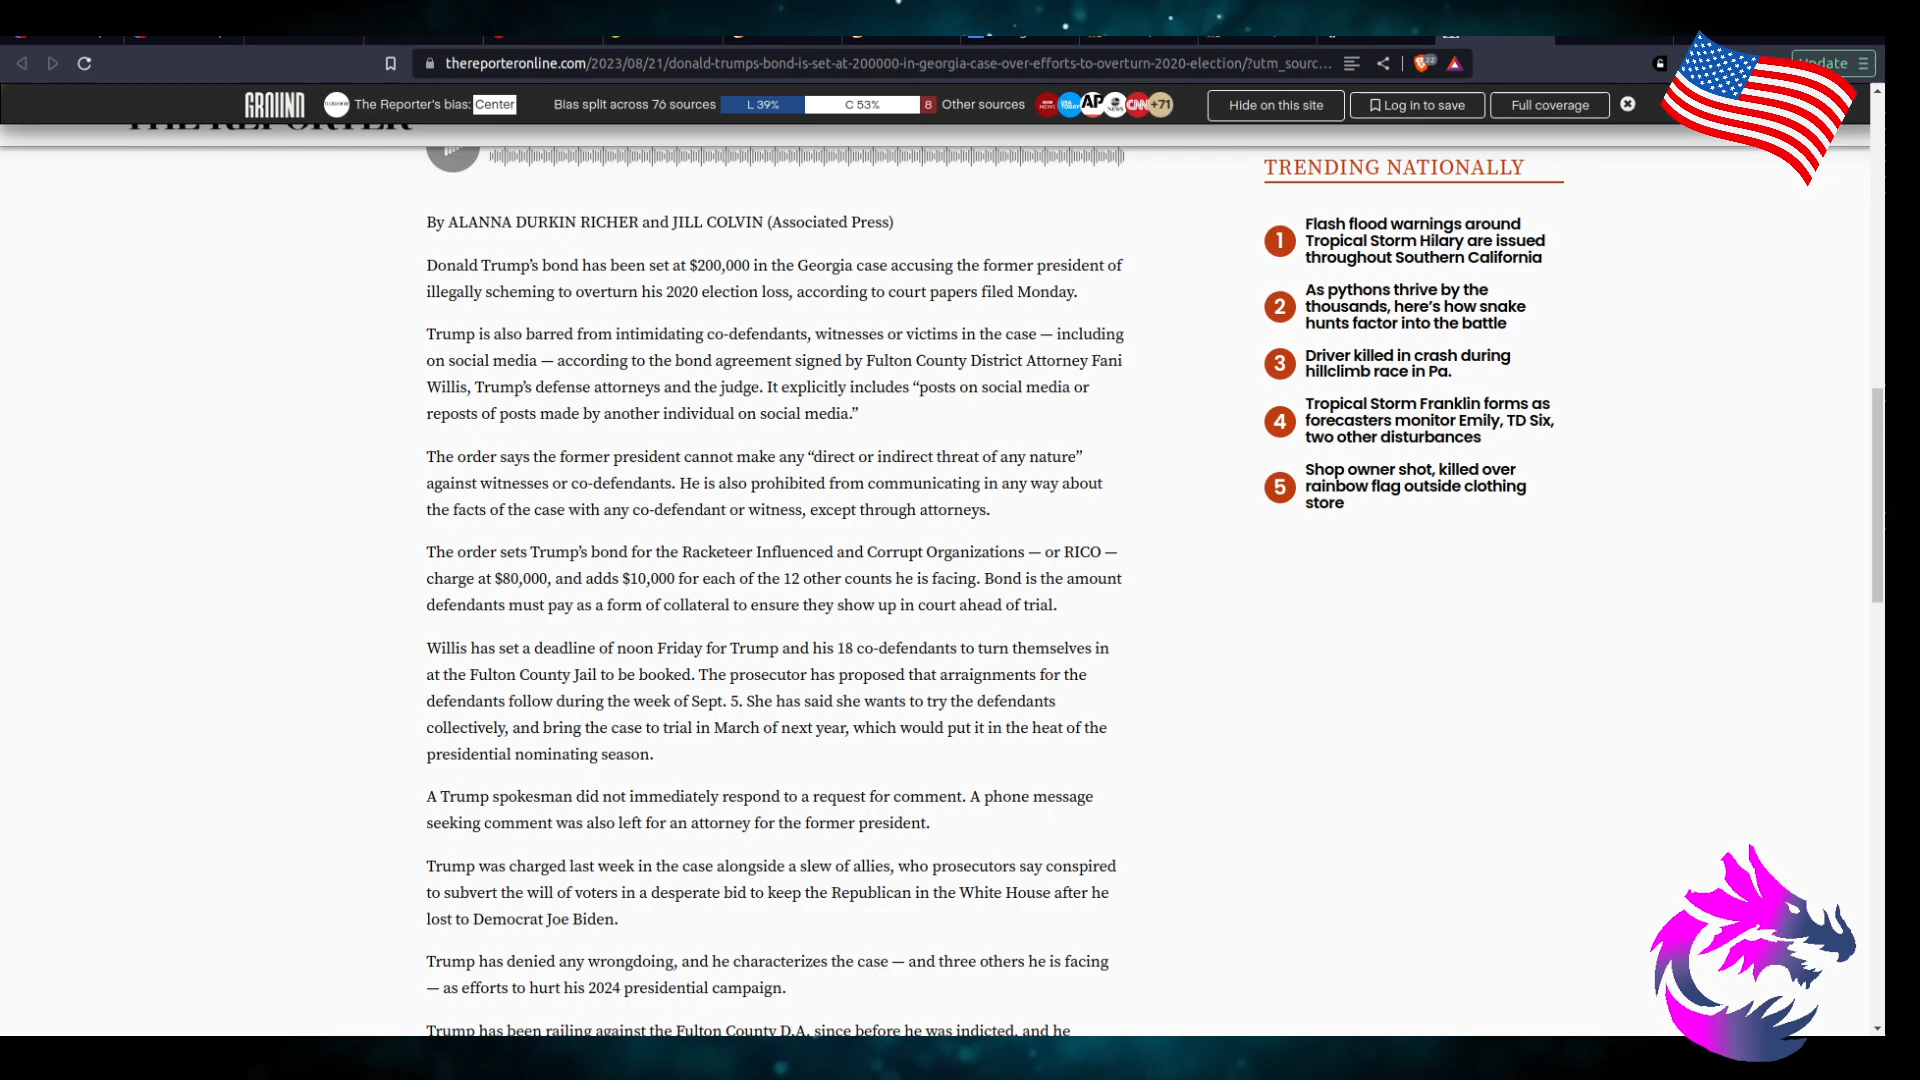 thereporteronline.com/2023/08/21/donald-trumps-bond-is-set-at-200000-in-georgia-case-over-efforts-to-overturn-2020-election/?utm_sourc...
22
Update
GROUND
The Reporter's bias: Center
Bias split across 76 sources
L 39%
C 53%
8
Other sources
AP
CNN
+71
Hide on this site
Log in to save
Full coverage
THE REPORTER
By ALANNA DURKIN RICHER and JILL COLVIN (Associated Press)
Donald Trump’s bond has been set at $200,000 in the Georgia case accusing the former president of
illegally scheming to overturn his 2020 election loss, according to court papers filed Monday.
Trump is also barred from intimidating co-defendants, witnesses or victims in the case — including
on social media — according to the bond agreement signed by Fulton County District Attorney Fani
Willis, Trump’s defense attorneys and the judge. It explicitly includes “posts on social media or
reposts of posts made by another individual on social media.”
The order says the former president cannot make any “direct or indirect threat of any nature”
against witnesses or co-defendants. He is also prohibited from communicating in any way about
the facts of the case with any co-defendant or witness, except through attorneys.
The order sets Trump’s bond for the Racketeer Influenced and Corrupt Organizations — or RICO —
charge at $80,000, and adds $10,000 for each of the 12 other counts he is facing. Bond is the amount
defendants must pay as a form of collateral to ensure they show up in court ahead of trial.
Willis has set a deadline of noon Friday for Trump and his 18 co-defendants to turn themselves in
at the Fulton County Jail to be booked. The prosecutor has proposed that arraignments for the
defendants follow during the week of Sept. 5. She has said she wants to try the defendants
collectively, and bring the case to trial in March of next year, which would put it in the heat of the
presidential nominating season.
A Trump spokesman did not immediately respond to a request for comment. A phone message
seeking comment was also left for an attorney for the former president.
Trump was charged last week in the case alongside a slew of allies, who prosecutors say conspired
to subvert the will of voters in a desperate bid to keep the Republican in the White House after he
lost to Democrat Joe Biden.
Trump has denied any wrongdoing, and he characterizes the case — and three others he is facing
— as efforts to hurt his 2024 presidential campaign.
Trump has been railing against the Fulton County D.A. since before he was indicted, and he
TRENDING NATIONALLY
1
Flash flood warnings around
Tropical Storm Hilary are issued
throughout Southern California
2
As pythons thrive by the
thousands, here’s how snake
hunts factor into the battle
3
Driver killed in crash during
hillclimb race in Pa.
4
Tropical Storm Franklin forms as
forecasters monitor Emily, TD Six,
two other disturbances
5
Shop owner shot, killed over
rainbow flag outside clothing
store